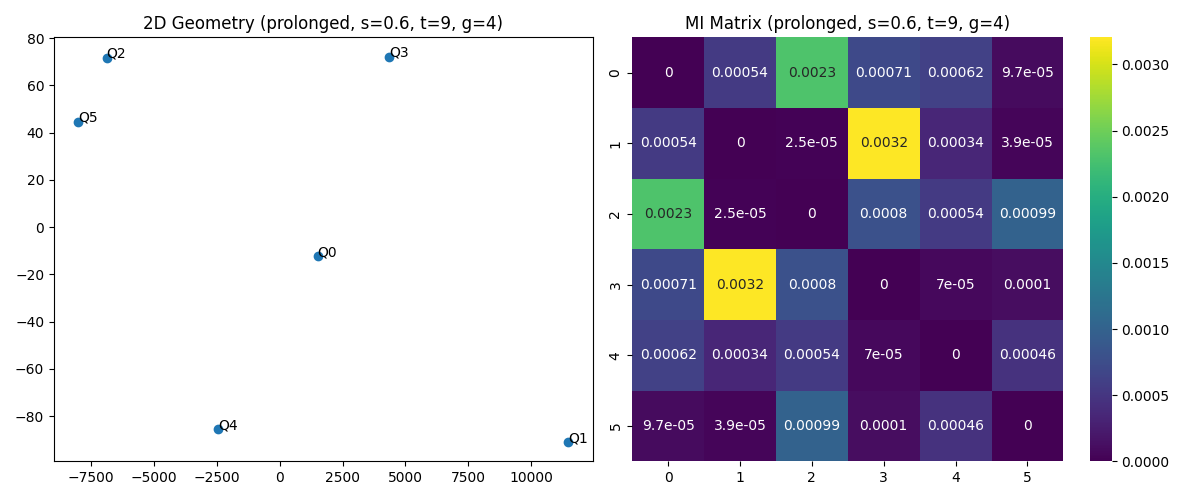 2D Geometry (prolonged, s=0.6, t=9, g=4)
80
60
40
20
0
−20
−40
−60
−80
−7500 −5000 −2500 0 2500 5000 7500 10000
Q2
Q3
Q5
Q0
Q4
Q1
MI Matrix (prolonged, s=0.6, t=9, g=4)
0 0 0.00054 0.0023 0.00071 0.00062 9.7e-05
1 0.00054 0 2.5e-05 0.0032 0.00034 3.9e-05
2 0.0023 2.5e-05 0 0.0008 0.00054 0.00099
3 0.00071 0.0032 0.0008 0 7e-05 0.0001
4 0.00062 0.00034 0.00054 7e-05 0 0.00046
5 9.7e-05 3.9e-05 0.00099 0.0001 0.00046 0
0 1 2 3 4 5
0.0030
0.0025
0.0020
0.0015
0.0010
0.0005
0.0000